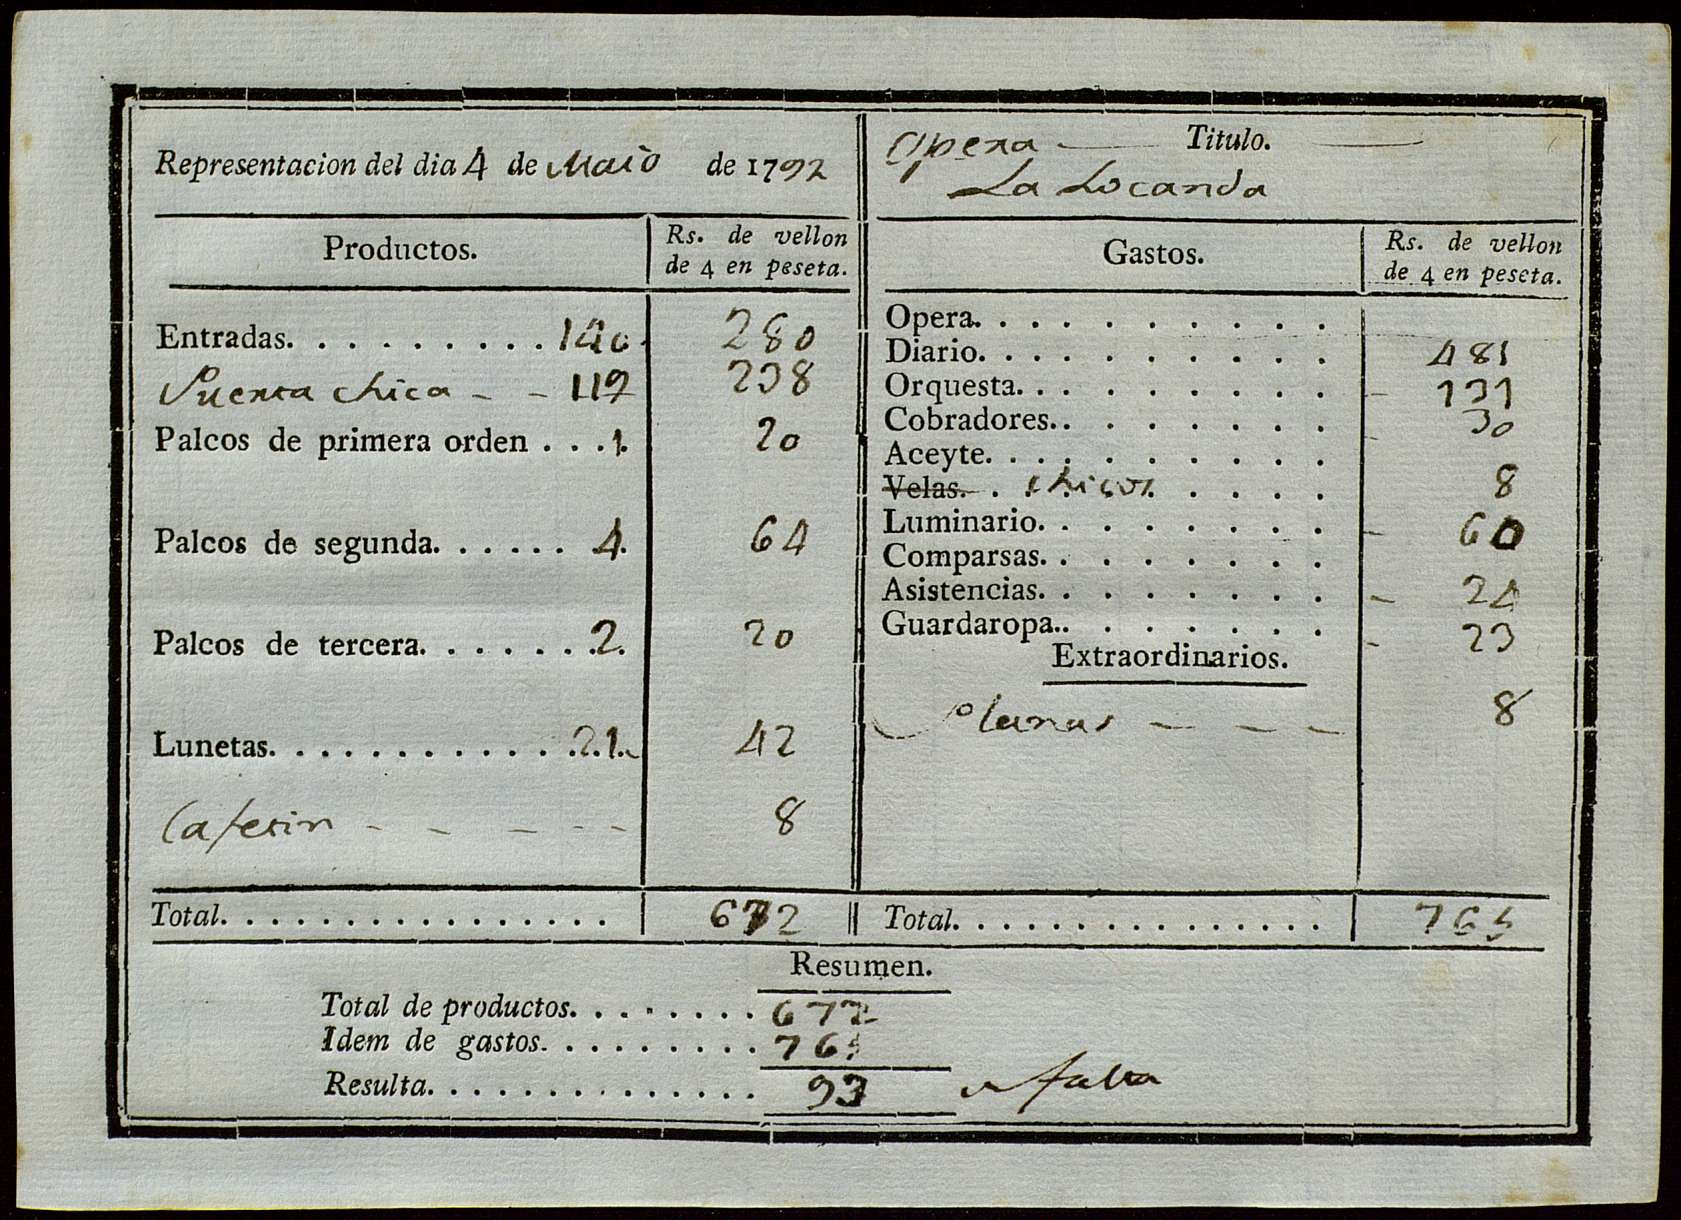 Representacion del dia 4 de Maio de 1792
Opera Titulo.
La Locanda
Productos. Rs. de vellon
de 4 en peseta.
Gastos. Rs. de vellon
de 4 en peseta.
Entradas. . . . . . . . . . 140. 280
Puerta chica - - 119 238
Palcos de primera orden . . . 1. 20
Palcos de segunda. . . . . . 4. 64
Palcos de tercera. . . . . . . 2. 20
Lunetas. . . . . . . . . . . . . 21. 42
Cafetin - - - - - 8
Total. . . . . . . . . . . . . . . . 672
Opera. . . . . . . . . .
Diario. . . . . . . . . . 481
Orquesta. . . . . . . . . - 131
Cobradores. . . . . . . . - 30
Aceyte. . . . . . . . . .
Velas. . chicos . . . . 8
Luminario. . . . . . . . - 60
Comparsas. . . . . . . .
Asistencias. . . . . . . . - 24
Guardaropa. . . . . . . . - 23
Extraordinarios.
- - - 8
Total. . . . . . . . . . . . . . . . 765
Resumen.
Total de productos. . . . . . . . 672
Idem de gastos. . . . . . . . . 765
Resulta. . . . . . . . . . . . . . 93 falta